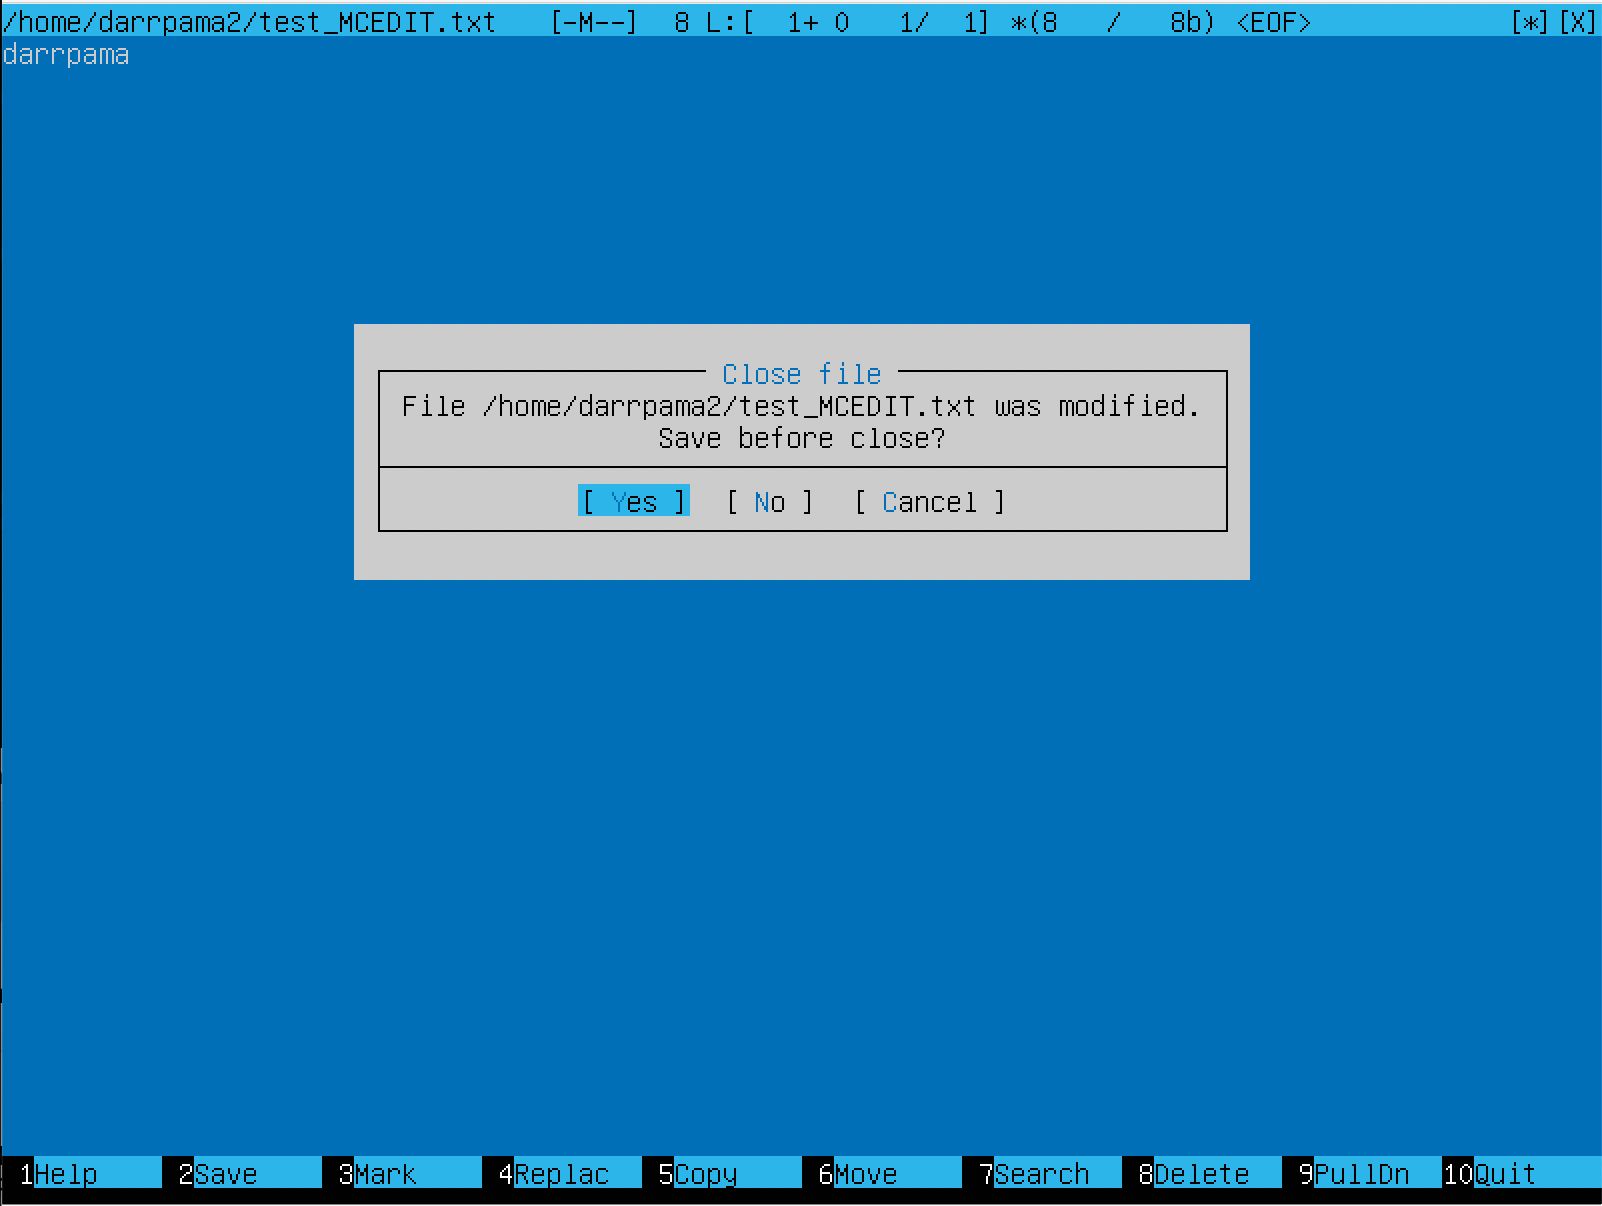 /home/darrpama2/test_MCEDIT.txt [-M--] 8 L:[ 1+ 0 1/ 1] *(8 / 8b) <EOF> [*][X]
darrpama
Close file
File /home/darrpama2/test_MCEDIT.txt was modified.
Save before close?
[ Yes ] [ No ] [ Cancel ]
1Help 2Save 3Mark 4Replac 5Copy 6Move 7Search 8Delete 9PullDn 10Quit